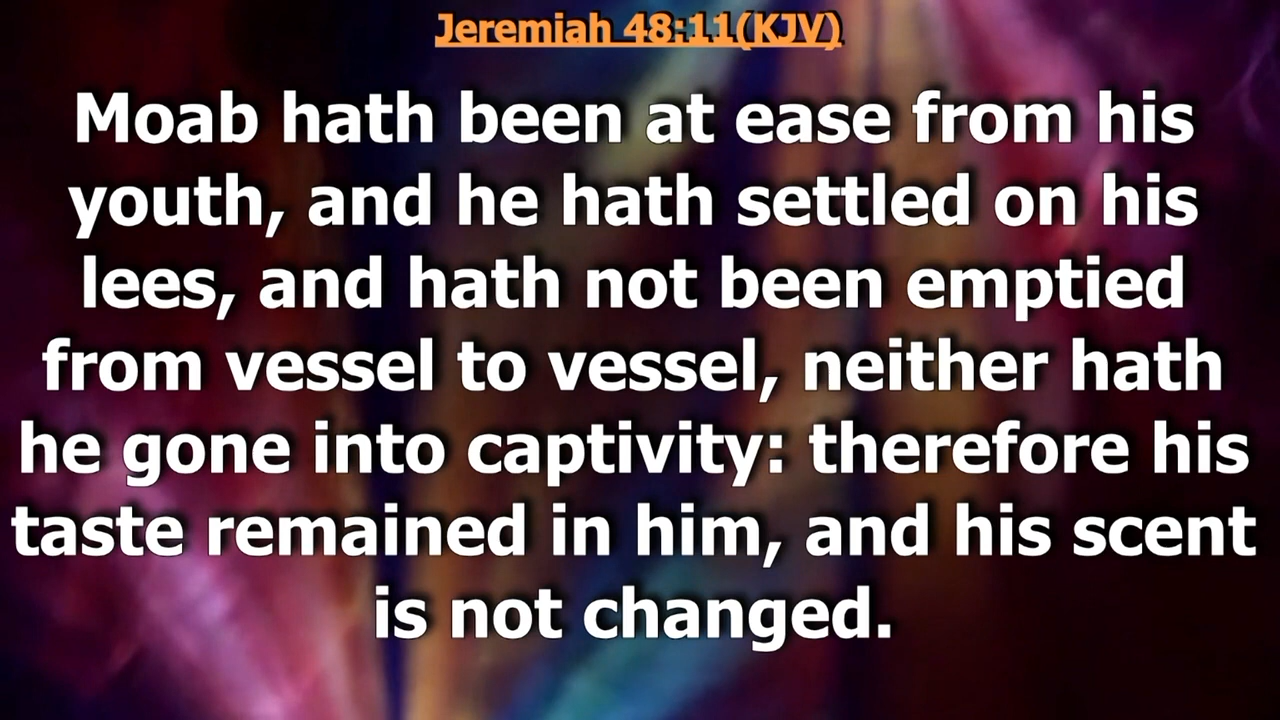 Jeremiah 48:11(KJV)
Moab hath been at ease from his
youth, and he hath settled on his
lees, and hath not been emptied
from vessel to vessel, neither hath
he gone into captivity: therefore his
taste remained in him, and his scent
is not changed.